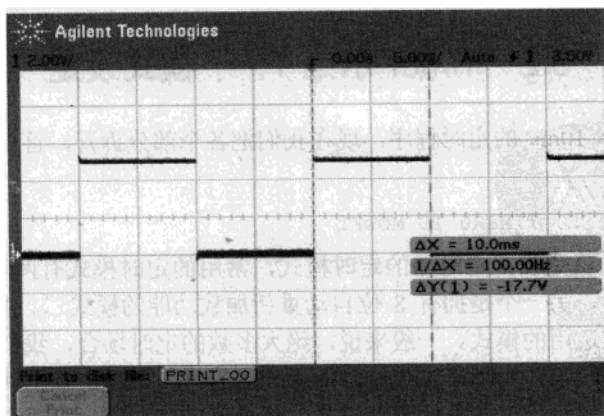 Agilent Technologies
1 2.00V/ 0.00s 5.00 / Auto 1 3.50V
ΔX = 10.0ms
1/ΔX = 100.00Hz
ΔY(1) = -17.7V
Print to disk file: PRINT_00
Cancel
Print